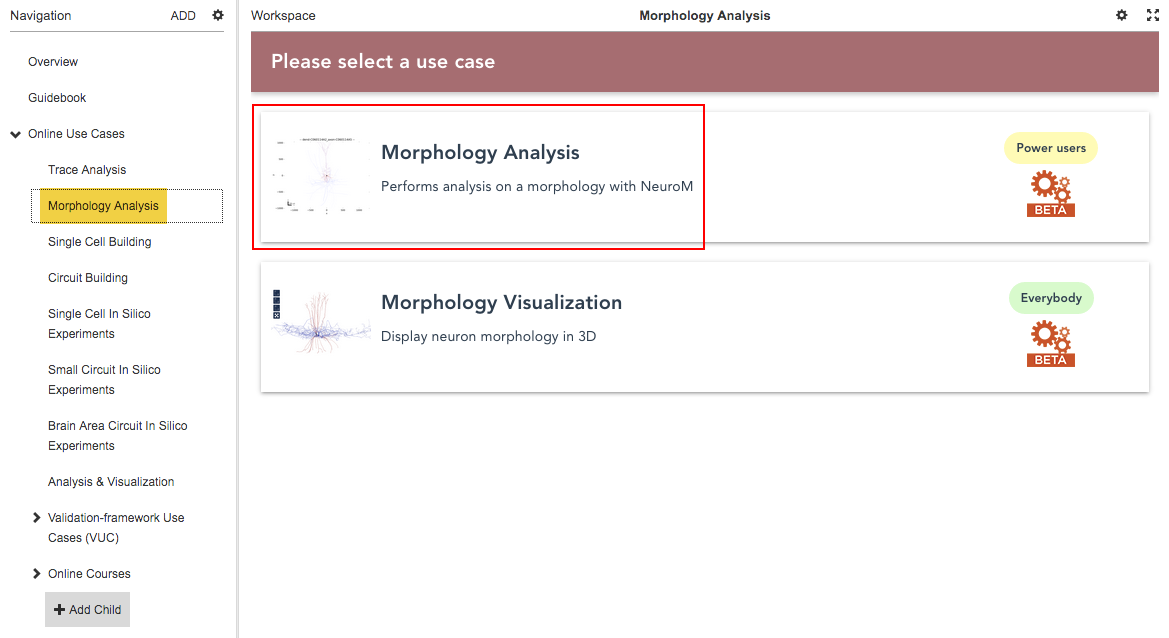 Navigation
ADD
Overview
Guidebook
Online Use Cases
Trace Analysis
Morphology Analysis
Single Cell Building
Circuit Building
Single Cell In Silico
Experiments
Small Circuit In Silico
Experiments
Brain Area Circuit In Silico
Experiments
Analysis & Visualization
Validation-framework Use
Cases (VUC)
Online Courses
Add Child
Workspace
Morphology Analysis
Please select a use case
Morphology Analysis
Performs analysis on a morphology with NeuroM
Power users
BETA
Morphology Visualization
Display neuron morphology in 3D
Everybody
BETA